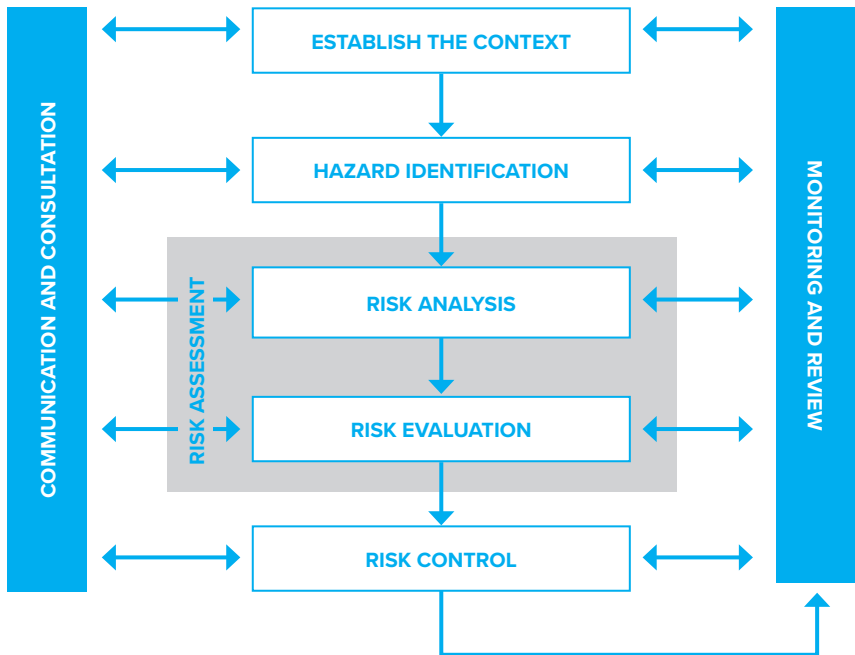 ESTABLISH THE CONTEXT
COMMUNICATION AND CONSULTATION
HAZARD IDENTIFICATION
MONITORING AND REVIEW
RISK ASSESSMENT
RISK ANALYSIS
RISK EVALUATION
RISK CONTROL